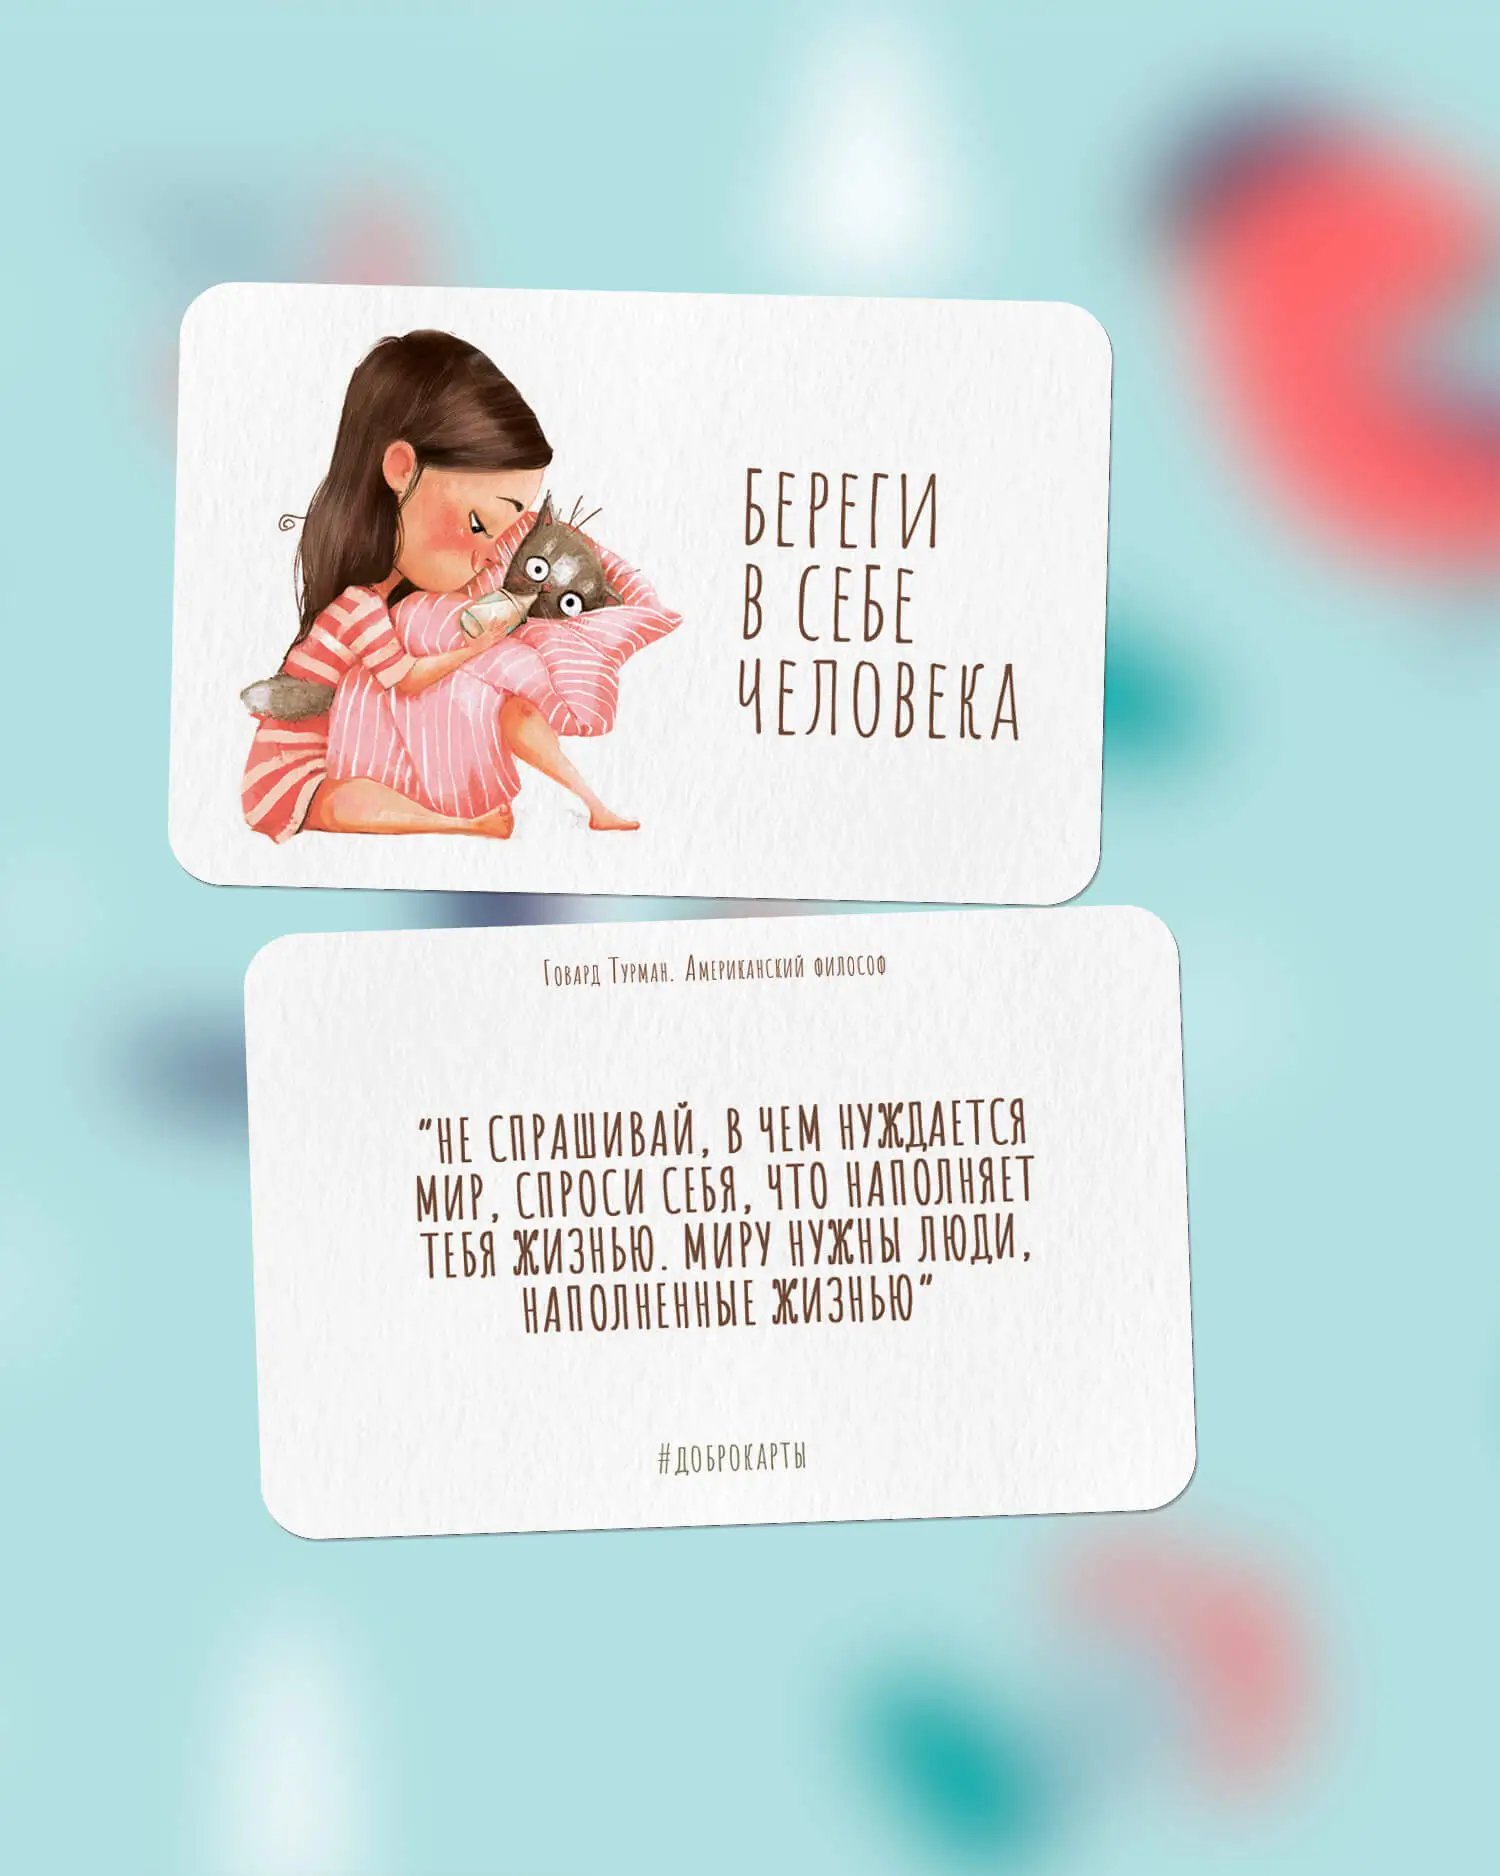 БЕРЕГИ
В СЕБЕ
ЧЕЛОВЕКА
Говард Турман. Американский философ
“НЕ СПРАШИВАЙ, В ЧЕМ НУЖДАЕТСЯ
МИР, СПРОСИ СЕБЯ, ЧТО НАПОЛНЯЕТ
ТЕБЯ ЖИЗНЬЮ. МИРУ НУЖНЫ ЛЮДИ,
НАПОЛНЕННЫЕ ЖИЗНЬЮ”
#ДОБРОКАРТЫ